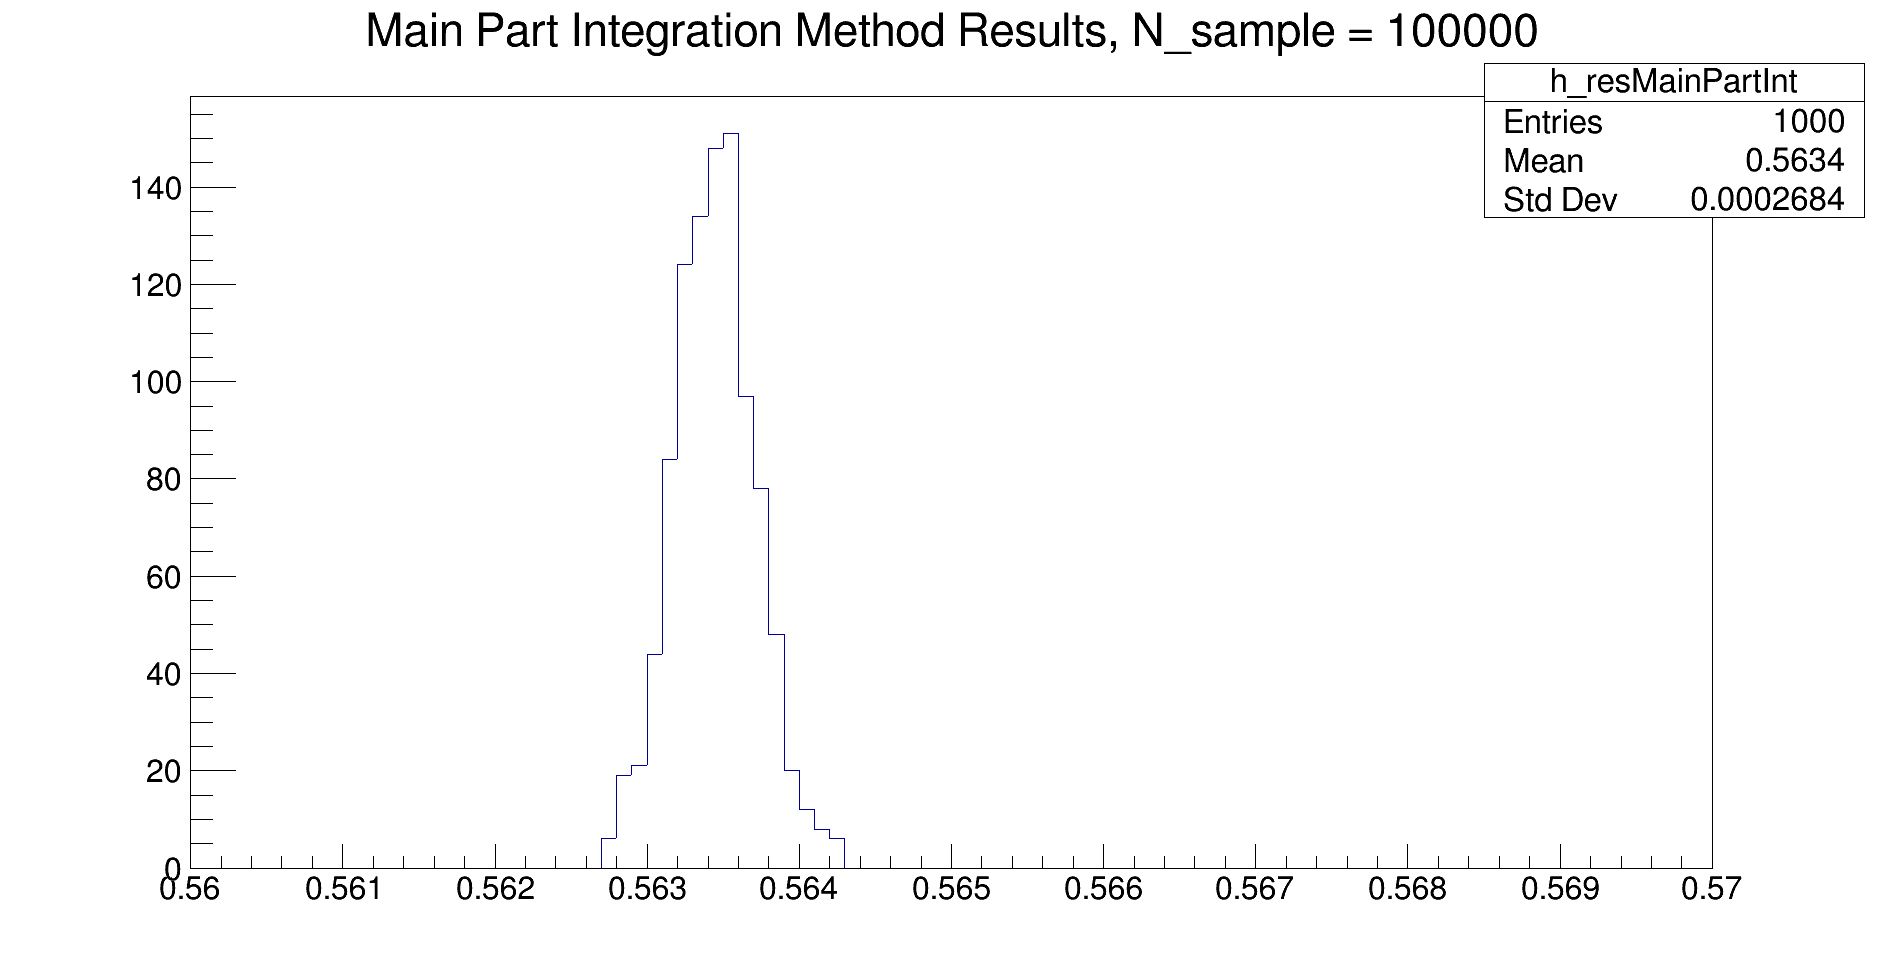 Main Part Integration Method Results, N_sample = 100000
h_resMainPartInt
Entries 1000
Mean 0.5634
Std Dev 0.0002684
140
120
100
80
60
40
20
0
0.56 0.561 0.562 0.563 0.564 0.565 0.566 0.567 0.568 0.569 0.57